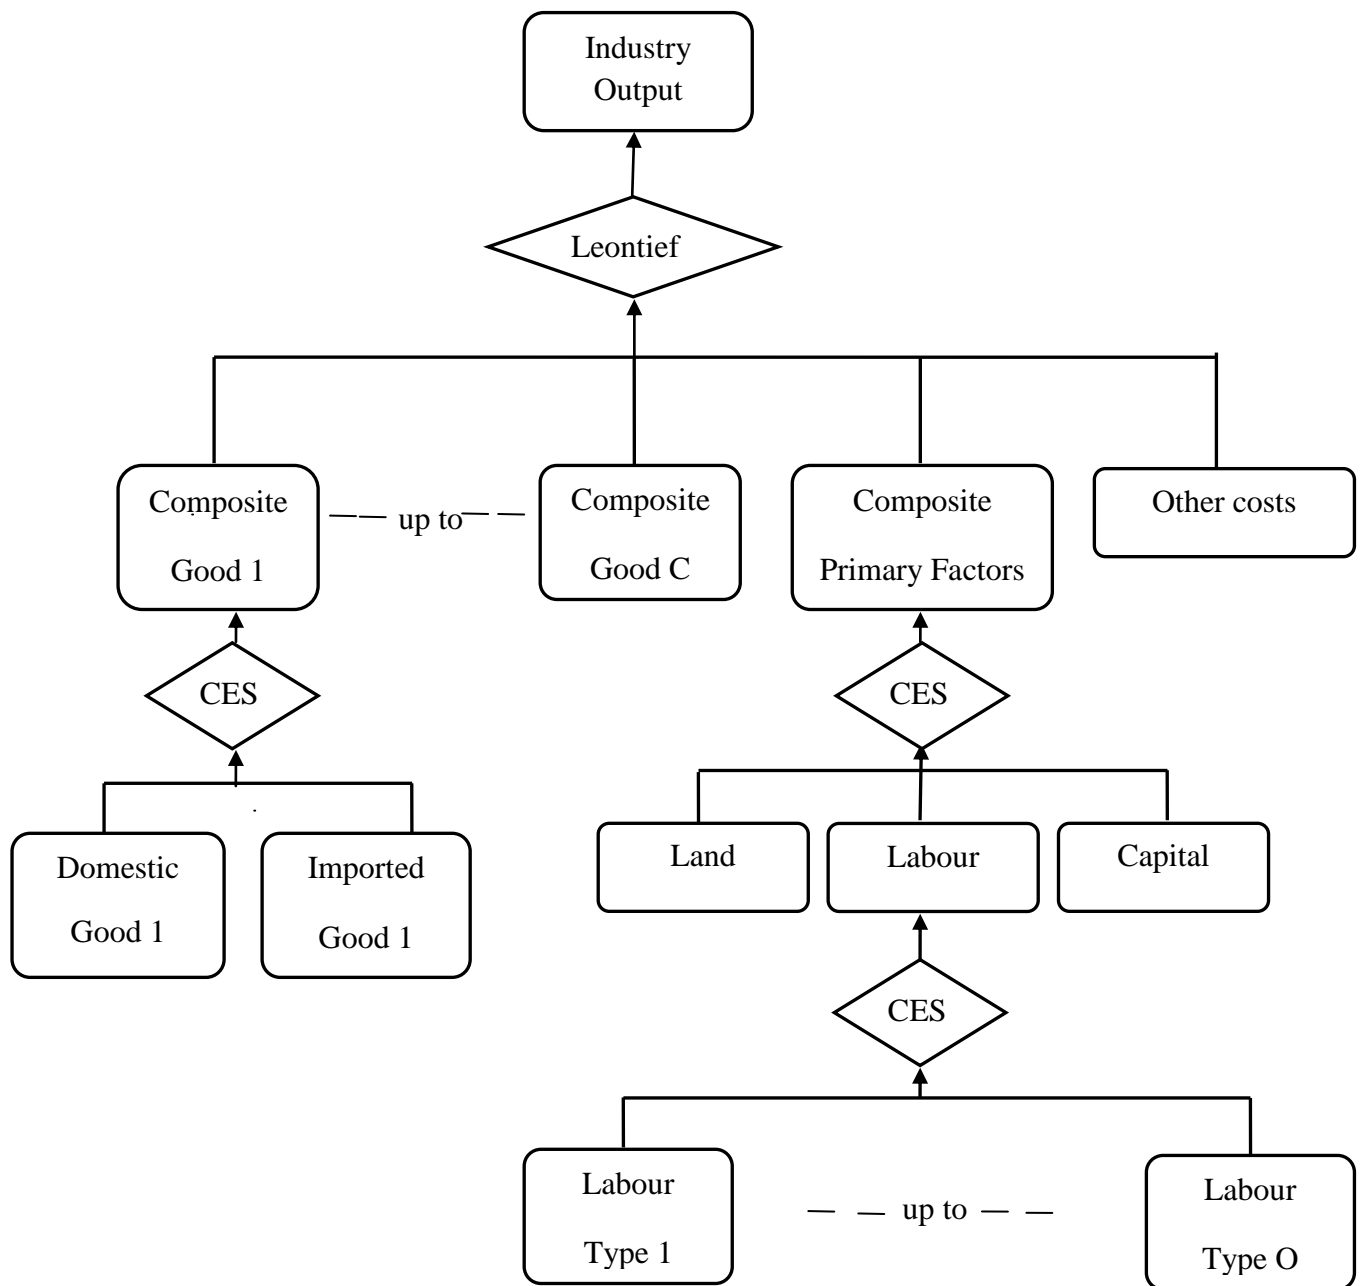 Industry
Output
Leontief
Composite
Good 1
up to
Composite
Good C
Composite
Primary Factors
Other costs
CES
CES
Domestic
Good 1
Imported
Good 1
Land
Labour
Capital
CES
Labour
Type 1
up to
Labour
Type O